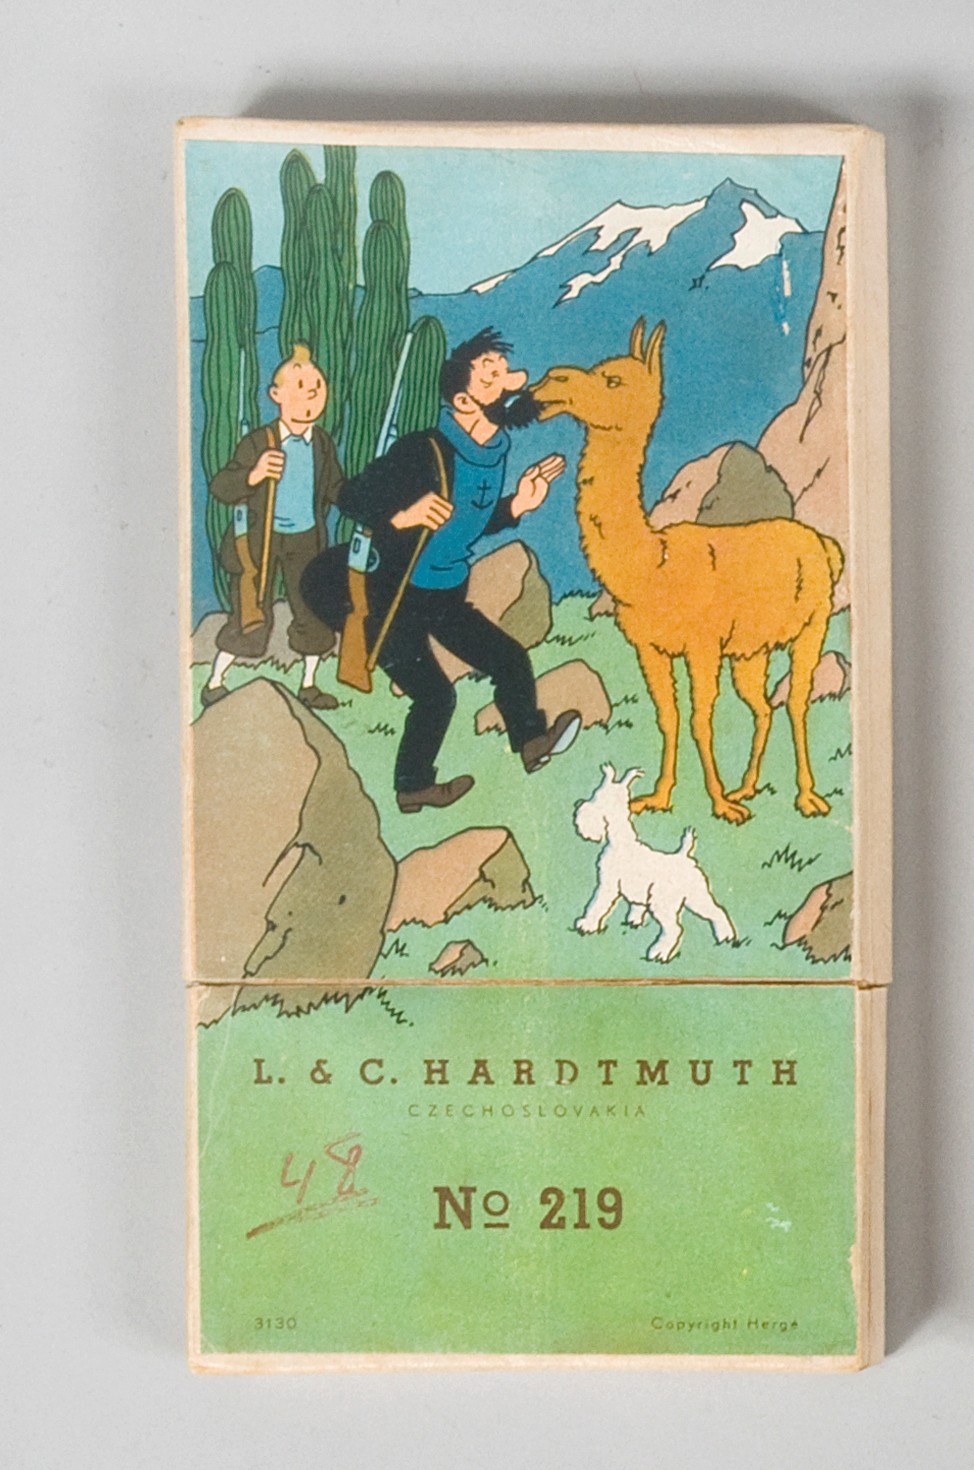 L. & C. HARDTMUTH
CZECHOSLOVAKIA
48
Nº 219
3130 Copyright Hergé